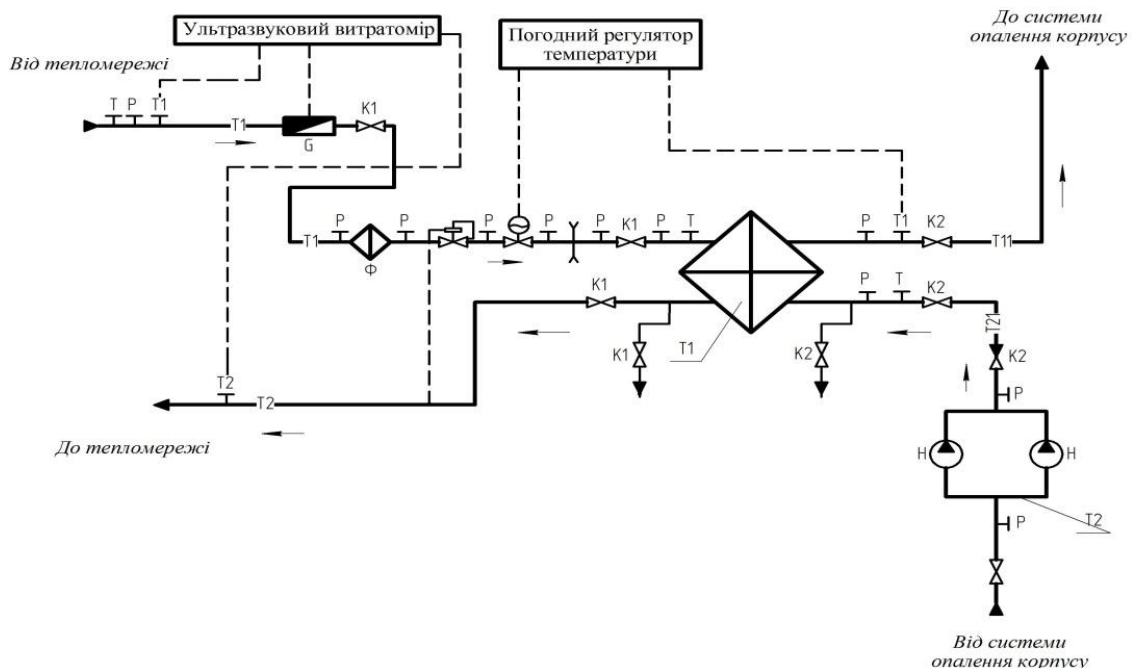 Ультразвуковий витратомір
Погодний регулятор
температури
До системи
опалення корпусу
Від тепломережі
T P T1
T1
G
K1
T1
P
Ф
P
P
P
P
K1
P
T
P
T1
K2
T11
K1
K1
T1
K2
P
T
K2
T21
K2
P
H
H
T2
P
T2
T2
До тепломережі
Від системи
опалення корпусу